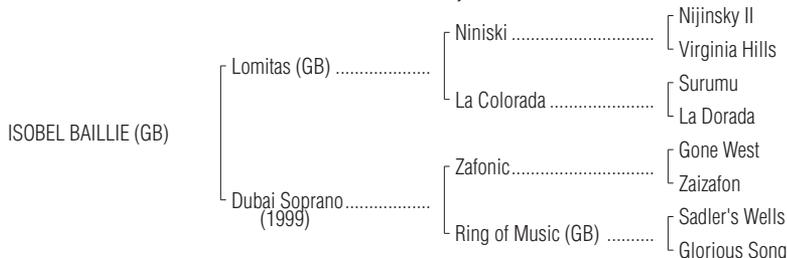 Nijinsky II
Niniski ............................
Virginia Hills
Lomitas (GB) ...................
Surumu
La Colorada ....................
La Dorada
ISOBEL BAILLIE (GB)
Gone West
Zafonic............................
Zaizafon
Dubai Soprano.................
(1999)
Sadler's Wells
Ring of Music (GB) .........
Glorious Song